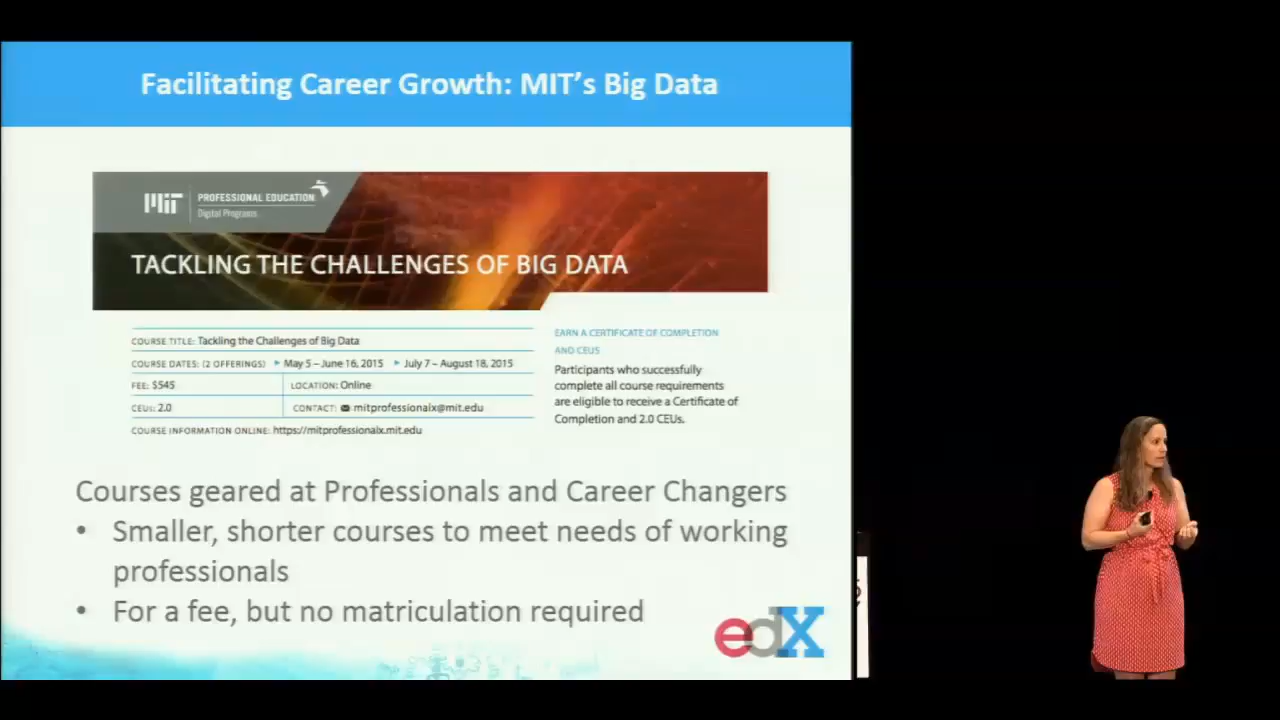 Facilitating Career Growth: MIT's Big Data
MIT PROFESSIONAL EDUCATION
Digital Programs
TACKLING THE CHALLENGES OF BIG DATA
COURSE TITLE: Tackling the Challenges of Big Data
COURSE DATES: (2 OFFERINGS) ▸ May 5 – June 16, 2015 ▸ July 7 – August 18, 2015
FEE: $545 LOCATION: Online
CEUs: 2.0 CONTACT: ✉ mitprofessionalx@mit.edu
COURSE INFORMATION ONLINE: https://mitprofessionalx.mit.edu
EARN A CERTIFICATE OF COMPLETION
AND CEUS
Participants who successfully
complete all course requirements
are eligible to receive a Certificate of
Completion and 2.0 CEUs.
Courses geared at Professionals and Career Changers
• Smaller, shorter courses to meet needs of working
professionals
• For a fee, but no matriculation required
edX